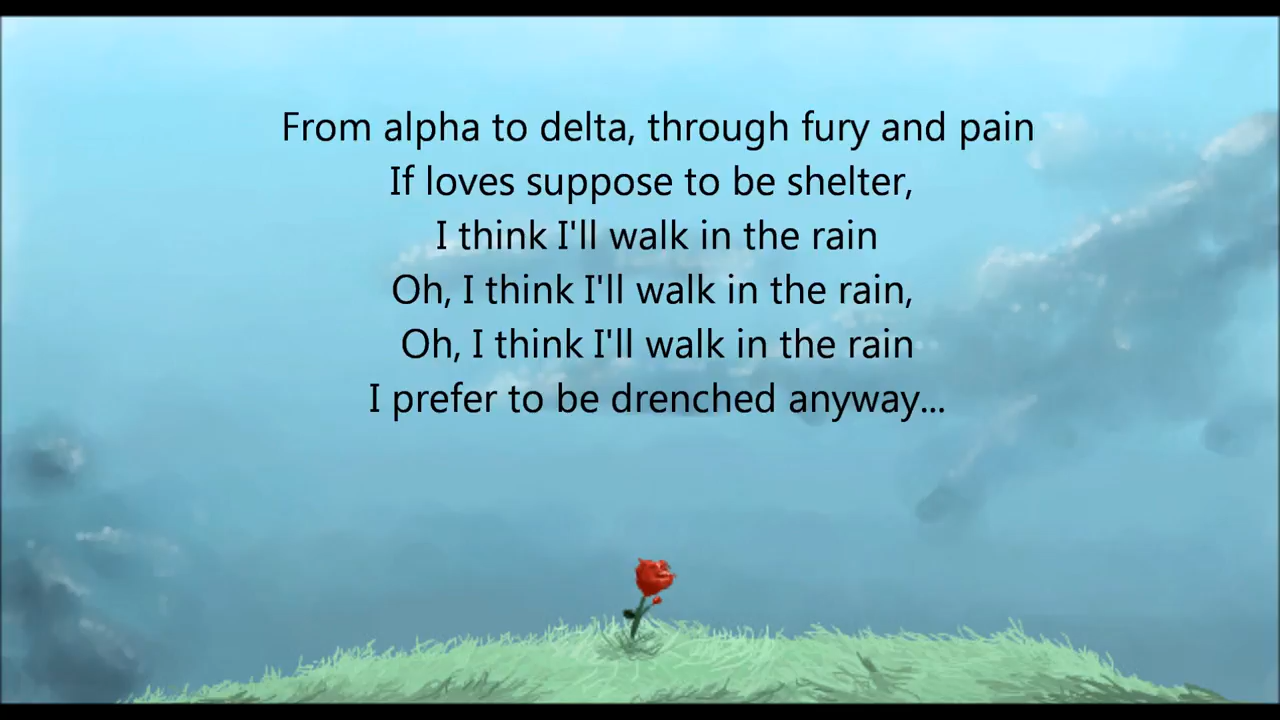 From alpha to delta, through fury and pain
If loves suppose to be shelter,
I think I'll walk in the rain
Oh, I think I'll walk in the rain,
Oh, I think I'll walk in the rain
I prefer to be drenched anyway...